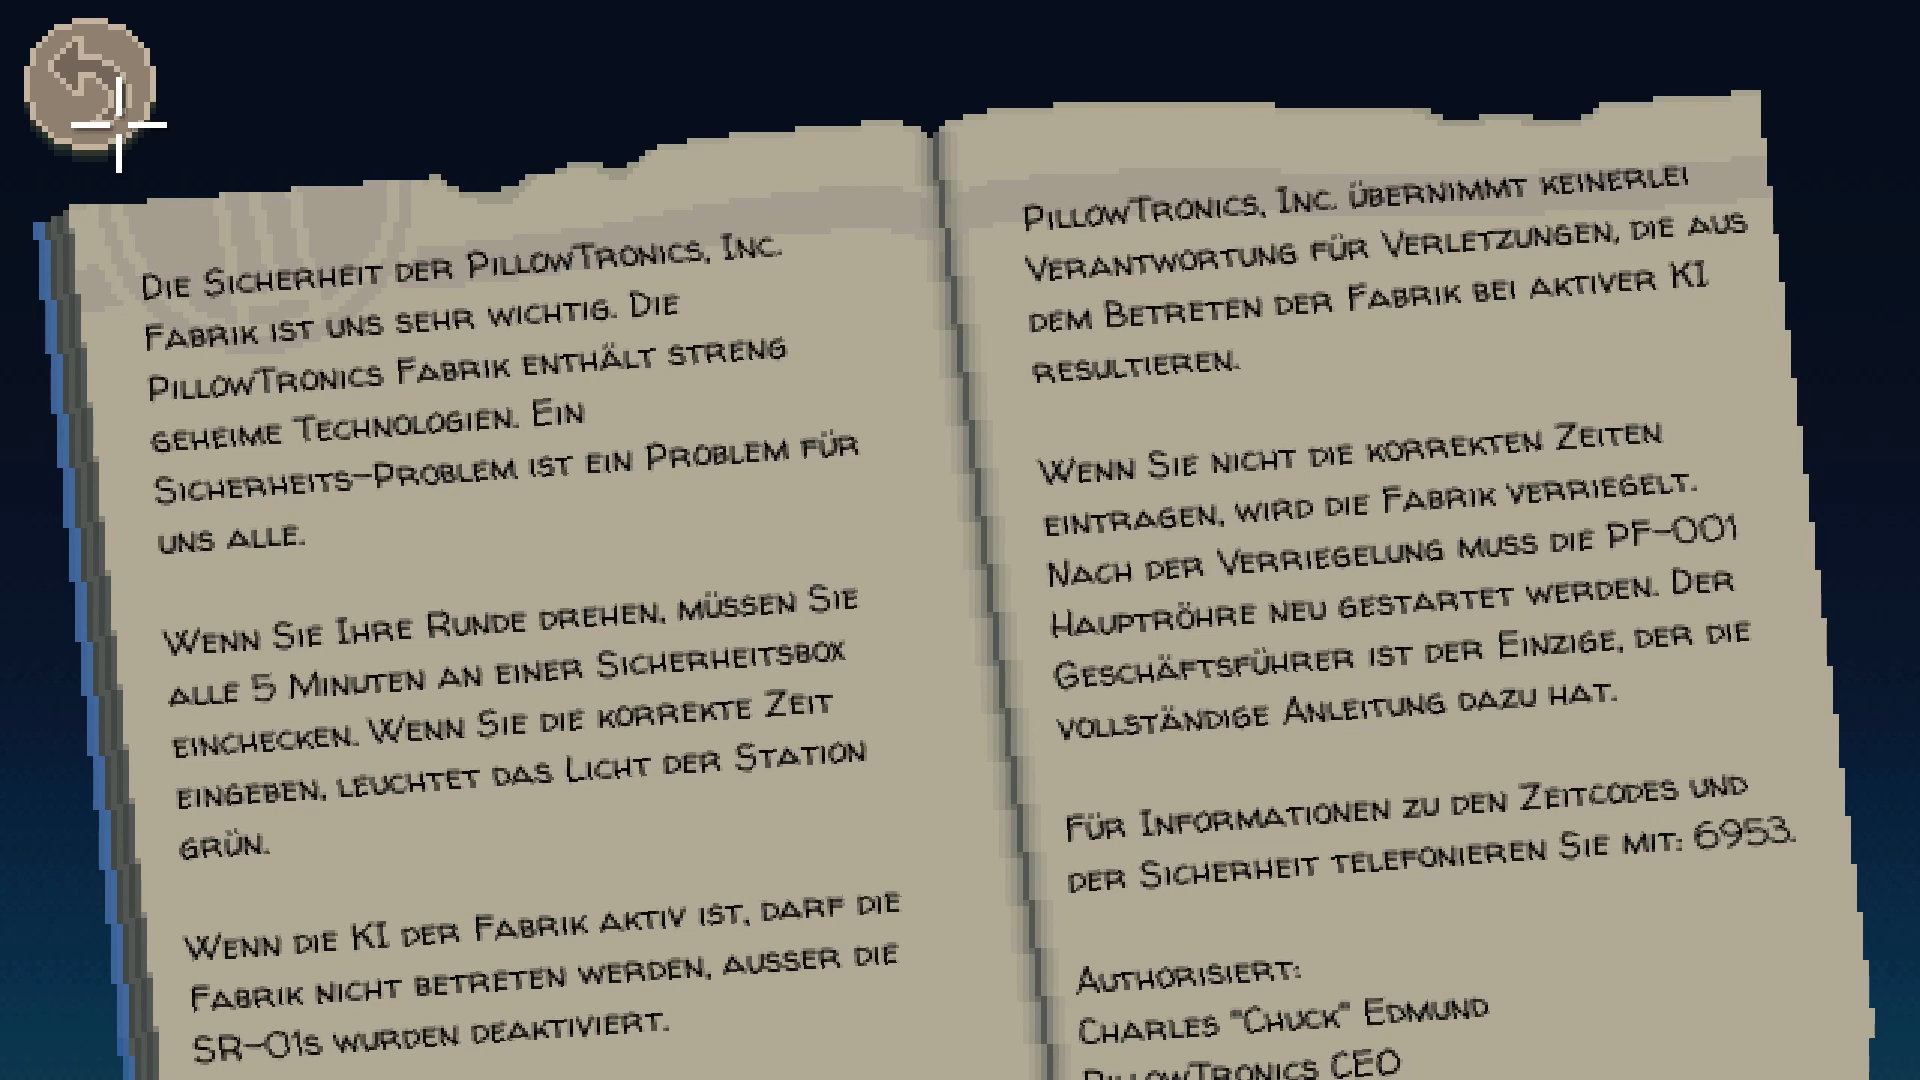 Die Sicherheit der PillowTronics, Inc.
Fabrik ist uns sehr wichtig. Die
PillowTronics Fabrik enthält streng
geheime Technologien. Ein
Sicherheits-Problem ist ein Problem für
uns alle.
Wenn Sie Ihre Runde drehen, müssen Sie
alle 5 Minuten an einer Sicherheitsbox
einchecken. Wenn Sie die korrekte Zeit
eingeben, leuchtet das Licht der Station
grün.
Wenn die KI der Fabrik aktiv ist, darf die
Fabrik nicht betreten werden, ausser die
SR-01s wurden deaktiviert.
PillowTronics, Inc. übernimmt keinerlei
Verantwortung für Verletzungen, die aus
dem Betreten der Fabrik bei aktiver KI
resultieren.
Wenn Sie nicht die korrekten Zeiten
eintragen, wird die Fabrik verriegelt.
Nach der Verriegelung muss die PF-001
Hauptröhre neu gestartet werden. Der
Geschäftsführer ist der Einzige, der die
vollständige Anleitung dazu hat.
Für Informationen zu den Zeitcodes und
der Sicherheit telefonieren Sie mit: 6953.
Authorisiert:
Charles "Chuck" Edmund
PillowTronics CEO